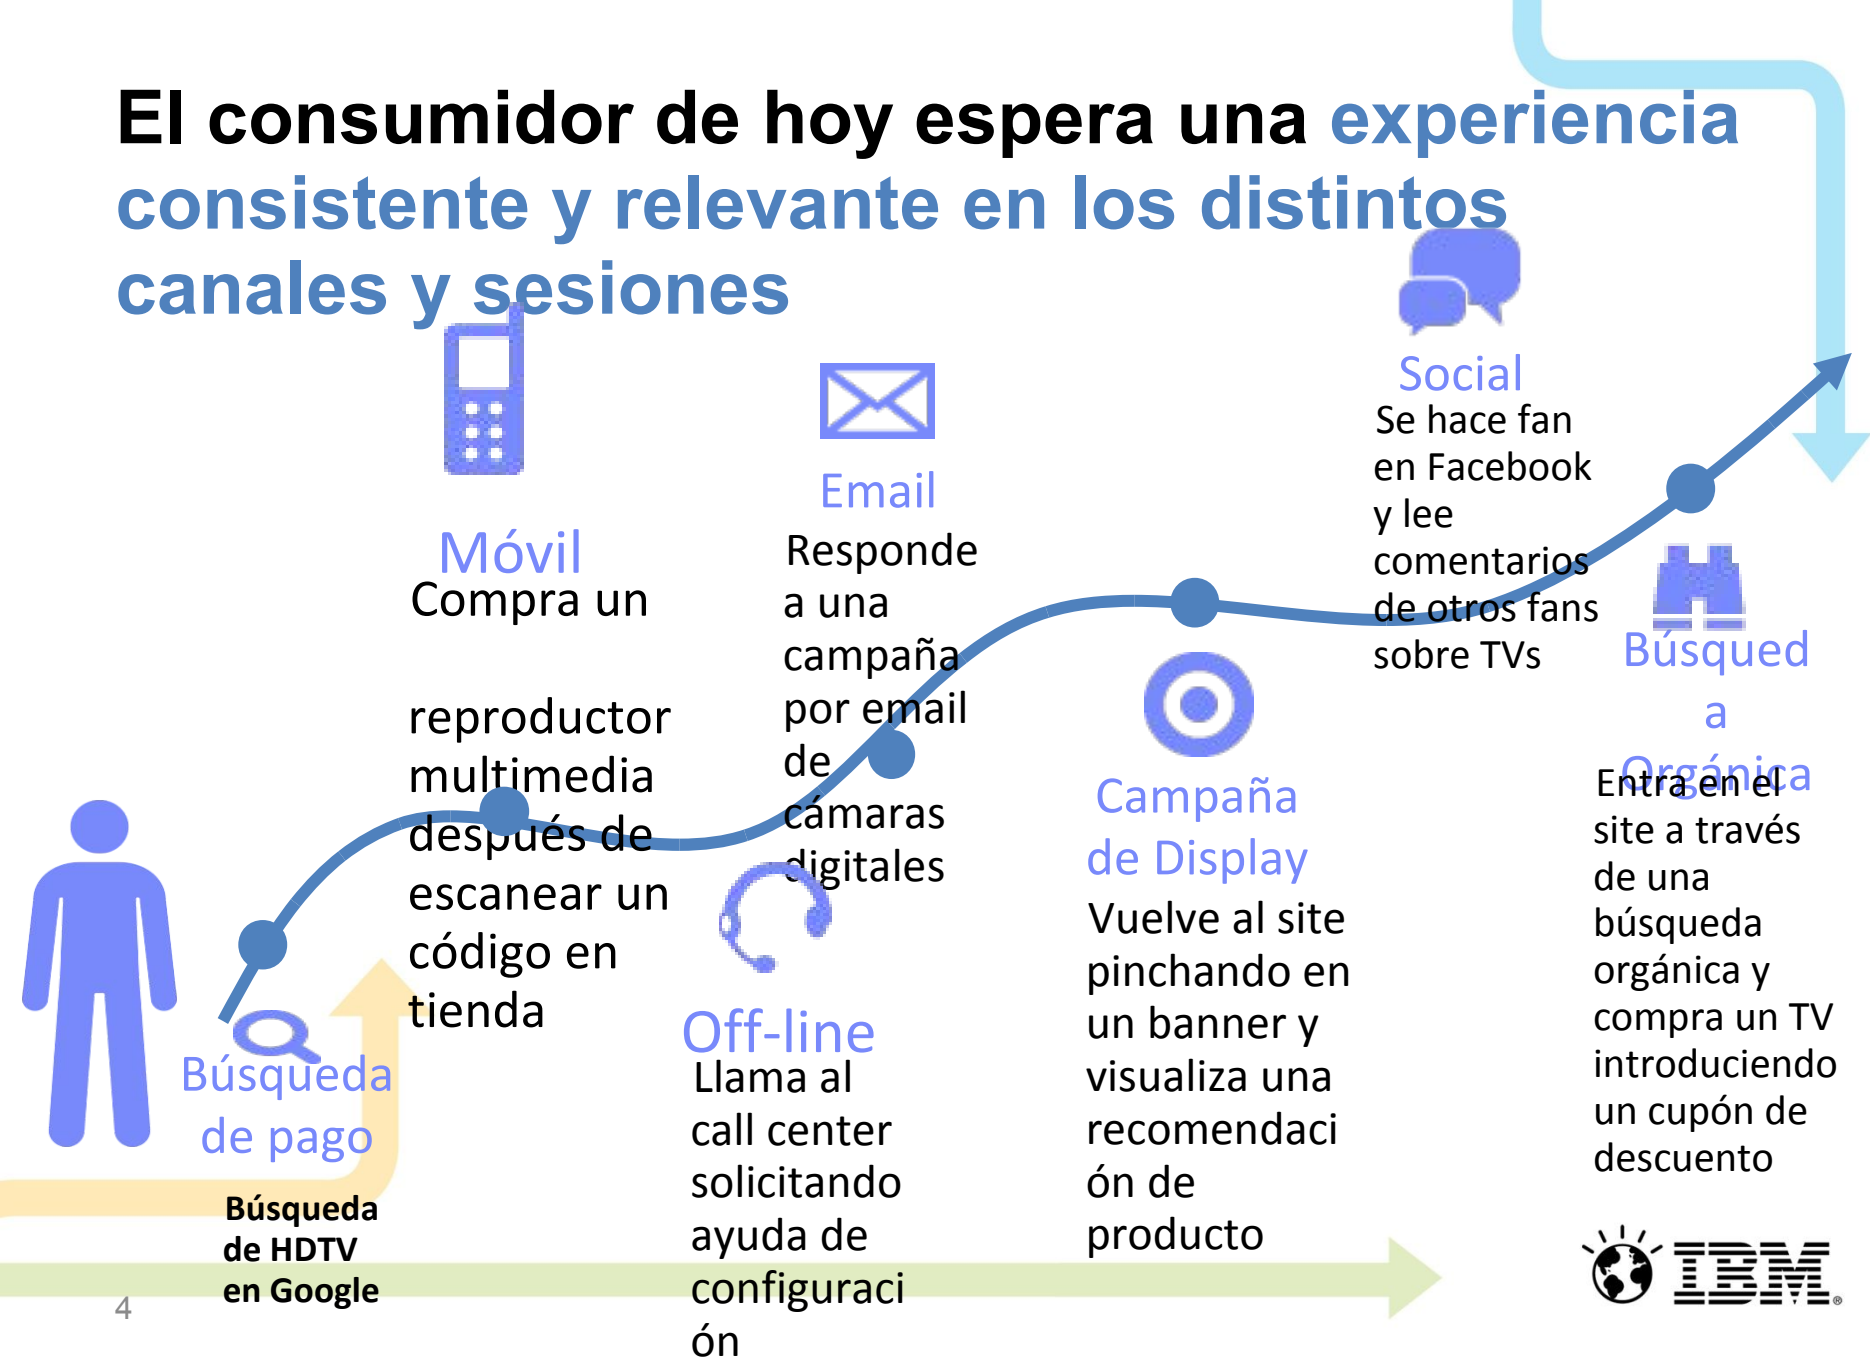 El consumidor de hoy espera una experiencia
consistente y relevante en los distintos
canales y sesiones
Móvil
Compra un
reproductor
multimedia
después de
escanear un
código en
tienda
Email
Responde
a una
campaña
por email
de
cámaras
digitales
Social
Se hace fan
en Facebook
y lee
comentarios
de otros fans
sobre TVs
Búsqueda
de pago
Búsqueda
de HDTV
en Google
Off-line
Llama al
call center
solicitando
ayuda de
configuraci
ón
Campaña
de Display
Vuelve al site
pinchando en
un banner y
visualiza una
recomendaci
ón de
producto
Búsqued
a
Orgánica
Entra en el
site a través
de una
búsqueda
orgánica y
compra un TV
introduciendo
un cupón de
descuento
IBM®
4